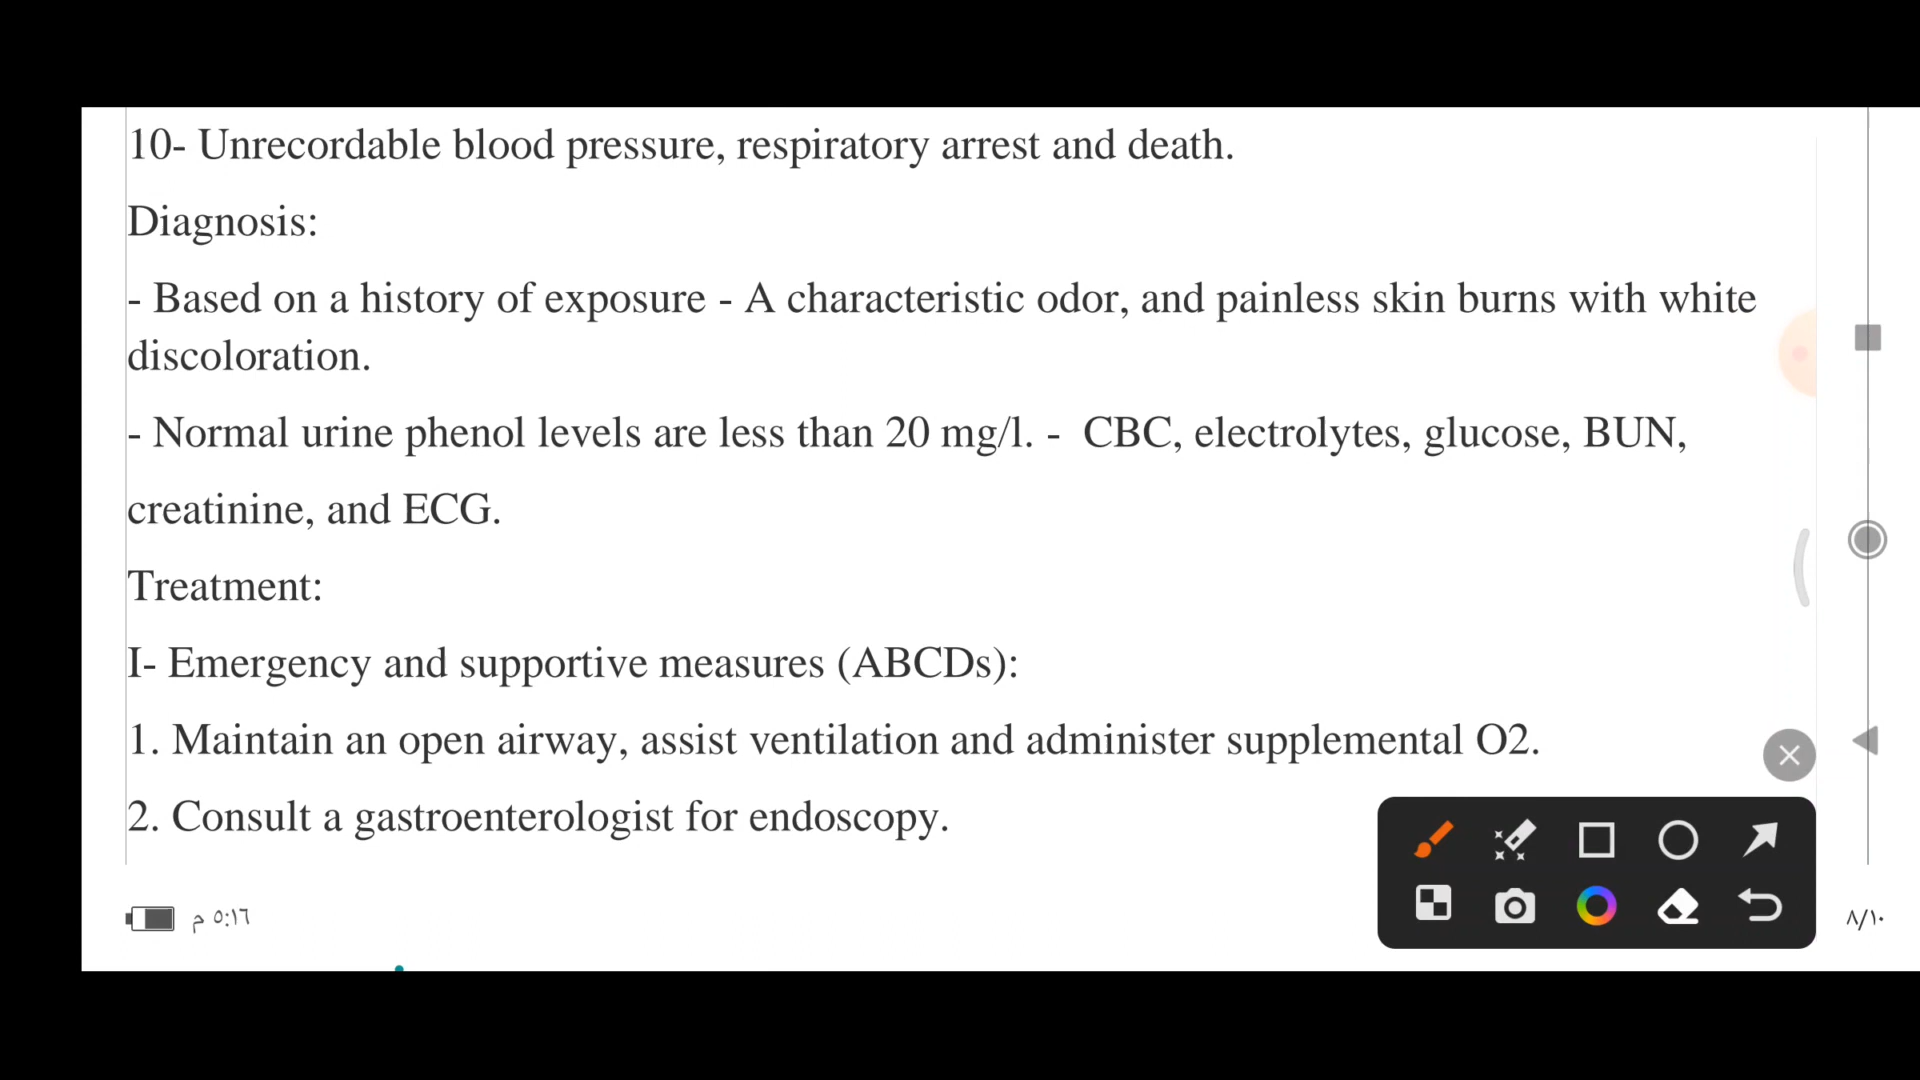 10- Unrecordable blood pressure, respiratory arrest and death.
Diagnosis:
- Based on a history of exposure - A characteristic odor, and painless skin burns with white
discoloration.
- Normal urine phenol levels are less than 20 mg/l. -  CBC, electrolytes, glucose, BUN,
creatinine, and ECG.
Treatment:
I- Emergency and supportive measures (ABCDs):
1. Maintain an open airway, assist ventilation and administer supplemental O2.
2. Consult a gastroenterologist for endoscopy.
٥:١٦ م
٨/١٠